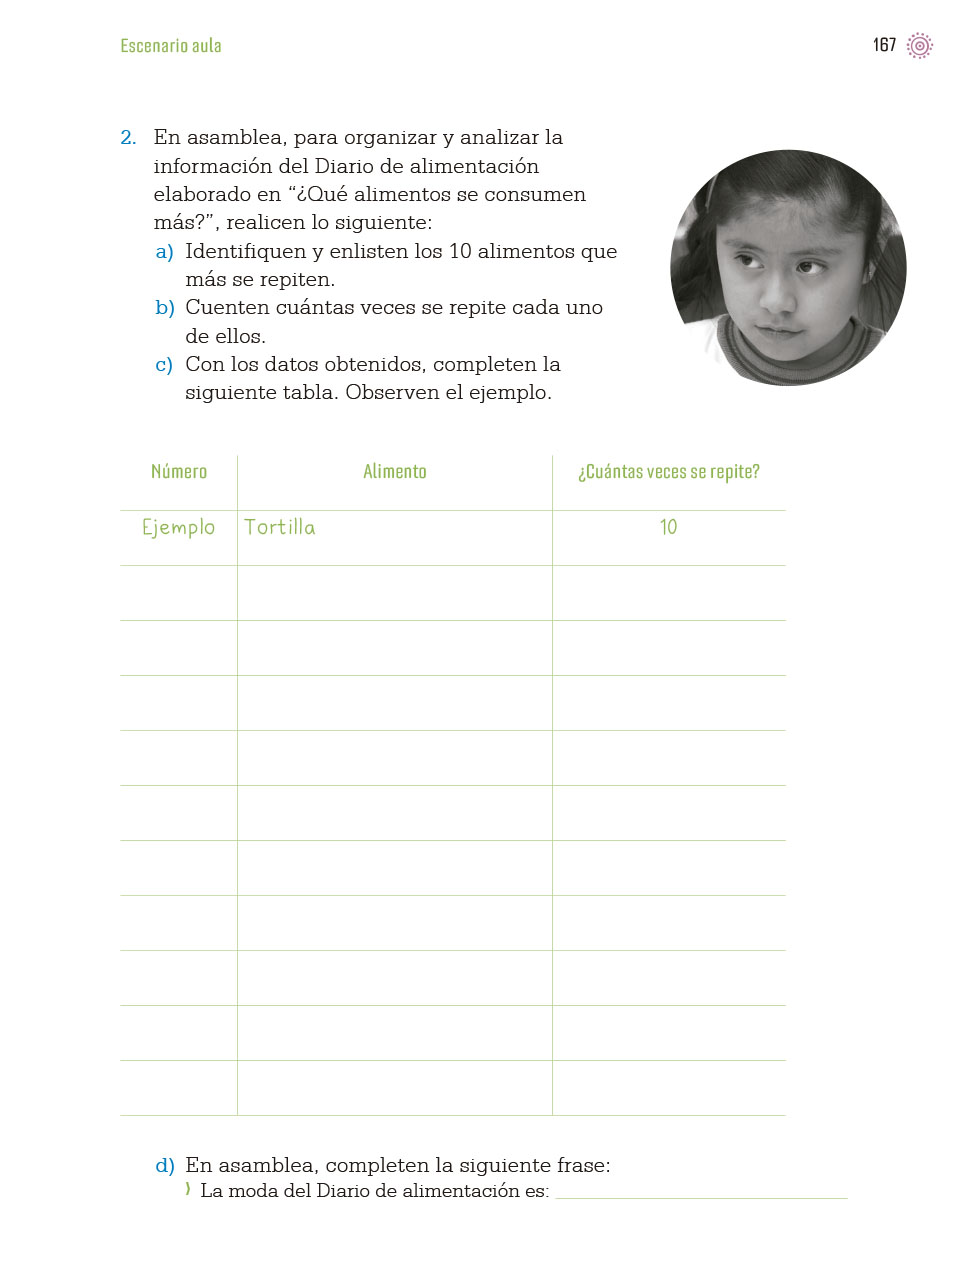 Escenario aula
167
2. En asamblea, para organizar y analizar la
información del Diario de alimentación
elaborado en “¿Qué alimentos se consumen
más?”, realicen lo siguiente:
a) Identifiquen y enlisten los 10 alimentos que
más se repiten.
b) Cuenten cuántas veces se repite cada uno
de ellos.
c) Con los datos obtenidos, completen la
siguiente tabla. Observen el ejemplo.
Número Alimento ¿Cuántas veces se repite?
Ejemplo Tortilla 10
d) En asamblea, completen la siguiente frase:
La moda del Diario de alimentación es: